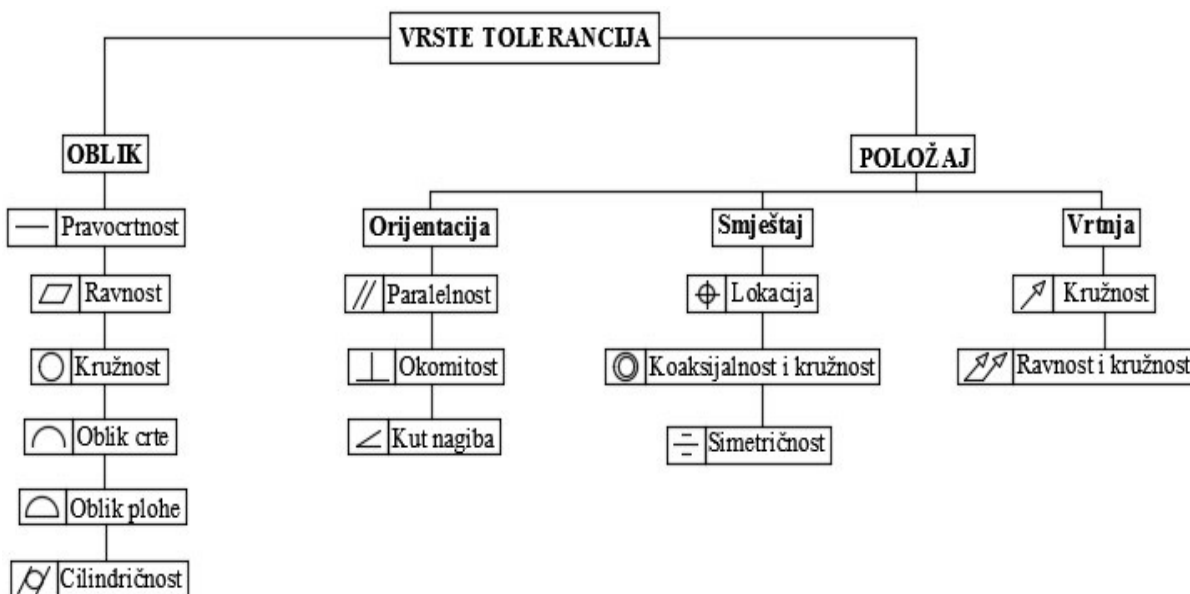 VRSTE TOLERANCIJA
OBLIK
Pravocrtnost
Ravnost
Kružnost
Oblik crte
Oblik plohe
Cilindričnost
POLOŽAJ
Orijentacija
Paralelnost
Okomitost
Kut nagiba
Smještaj
Lokacija
Koaksijalnost i kružnost
Simetričnost
Vrtnja
Kružnost
Ravnost i kružnost